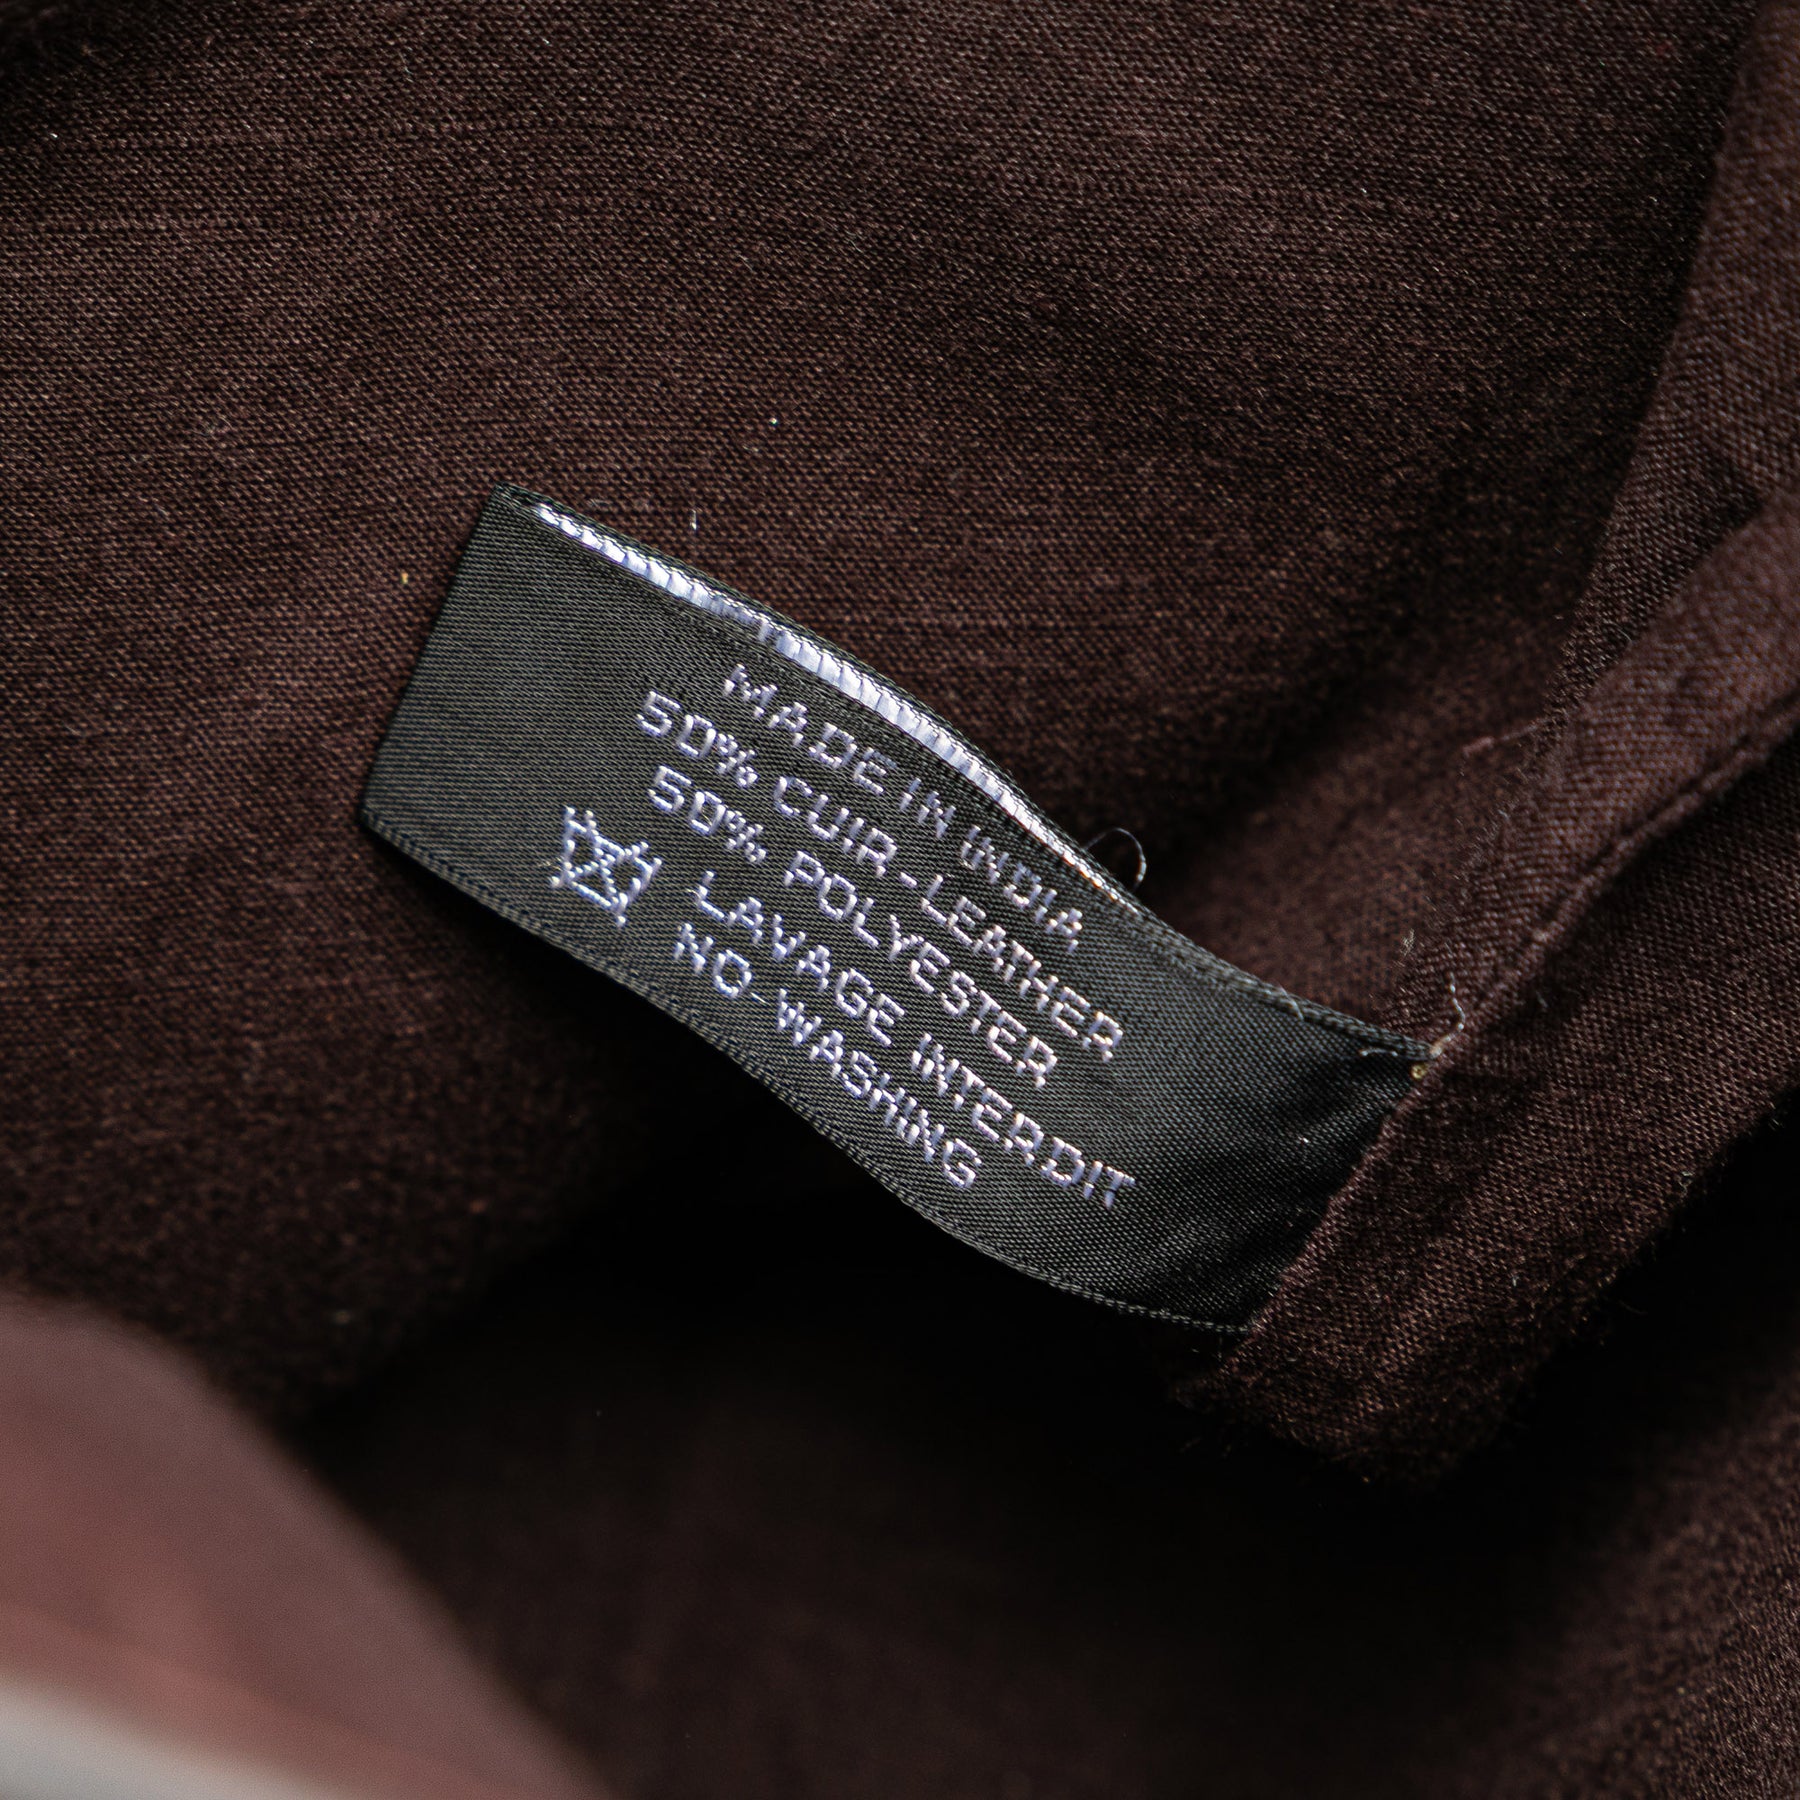 MADE IN INDIA
50% CUIR-LEATHER
50% POLYESTER
LAVAGE INTERDIT
NO-WASHING